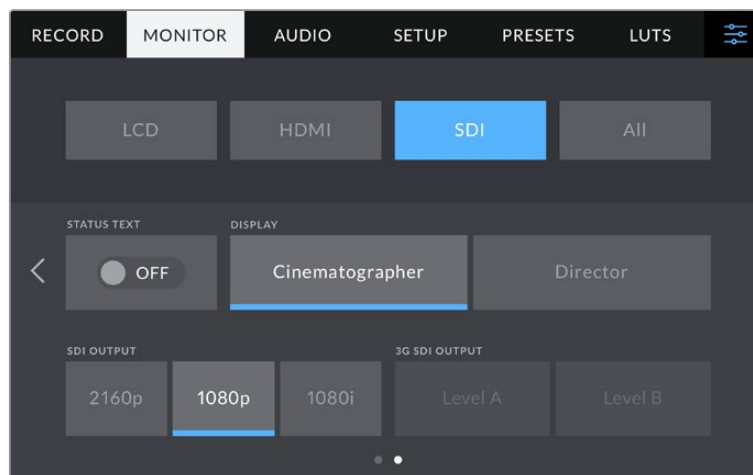 RECORD MONITOR AUDIO SETUP PRESETS LUTS
LCD HDMI SDI All
STATUS TEXT DISPLAY
OFF Cinematographer Director
SDI OUTPUT 3G SDI OUTPUT
2160p 1080p 1080i Level A Level B